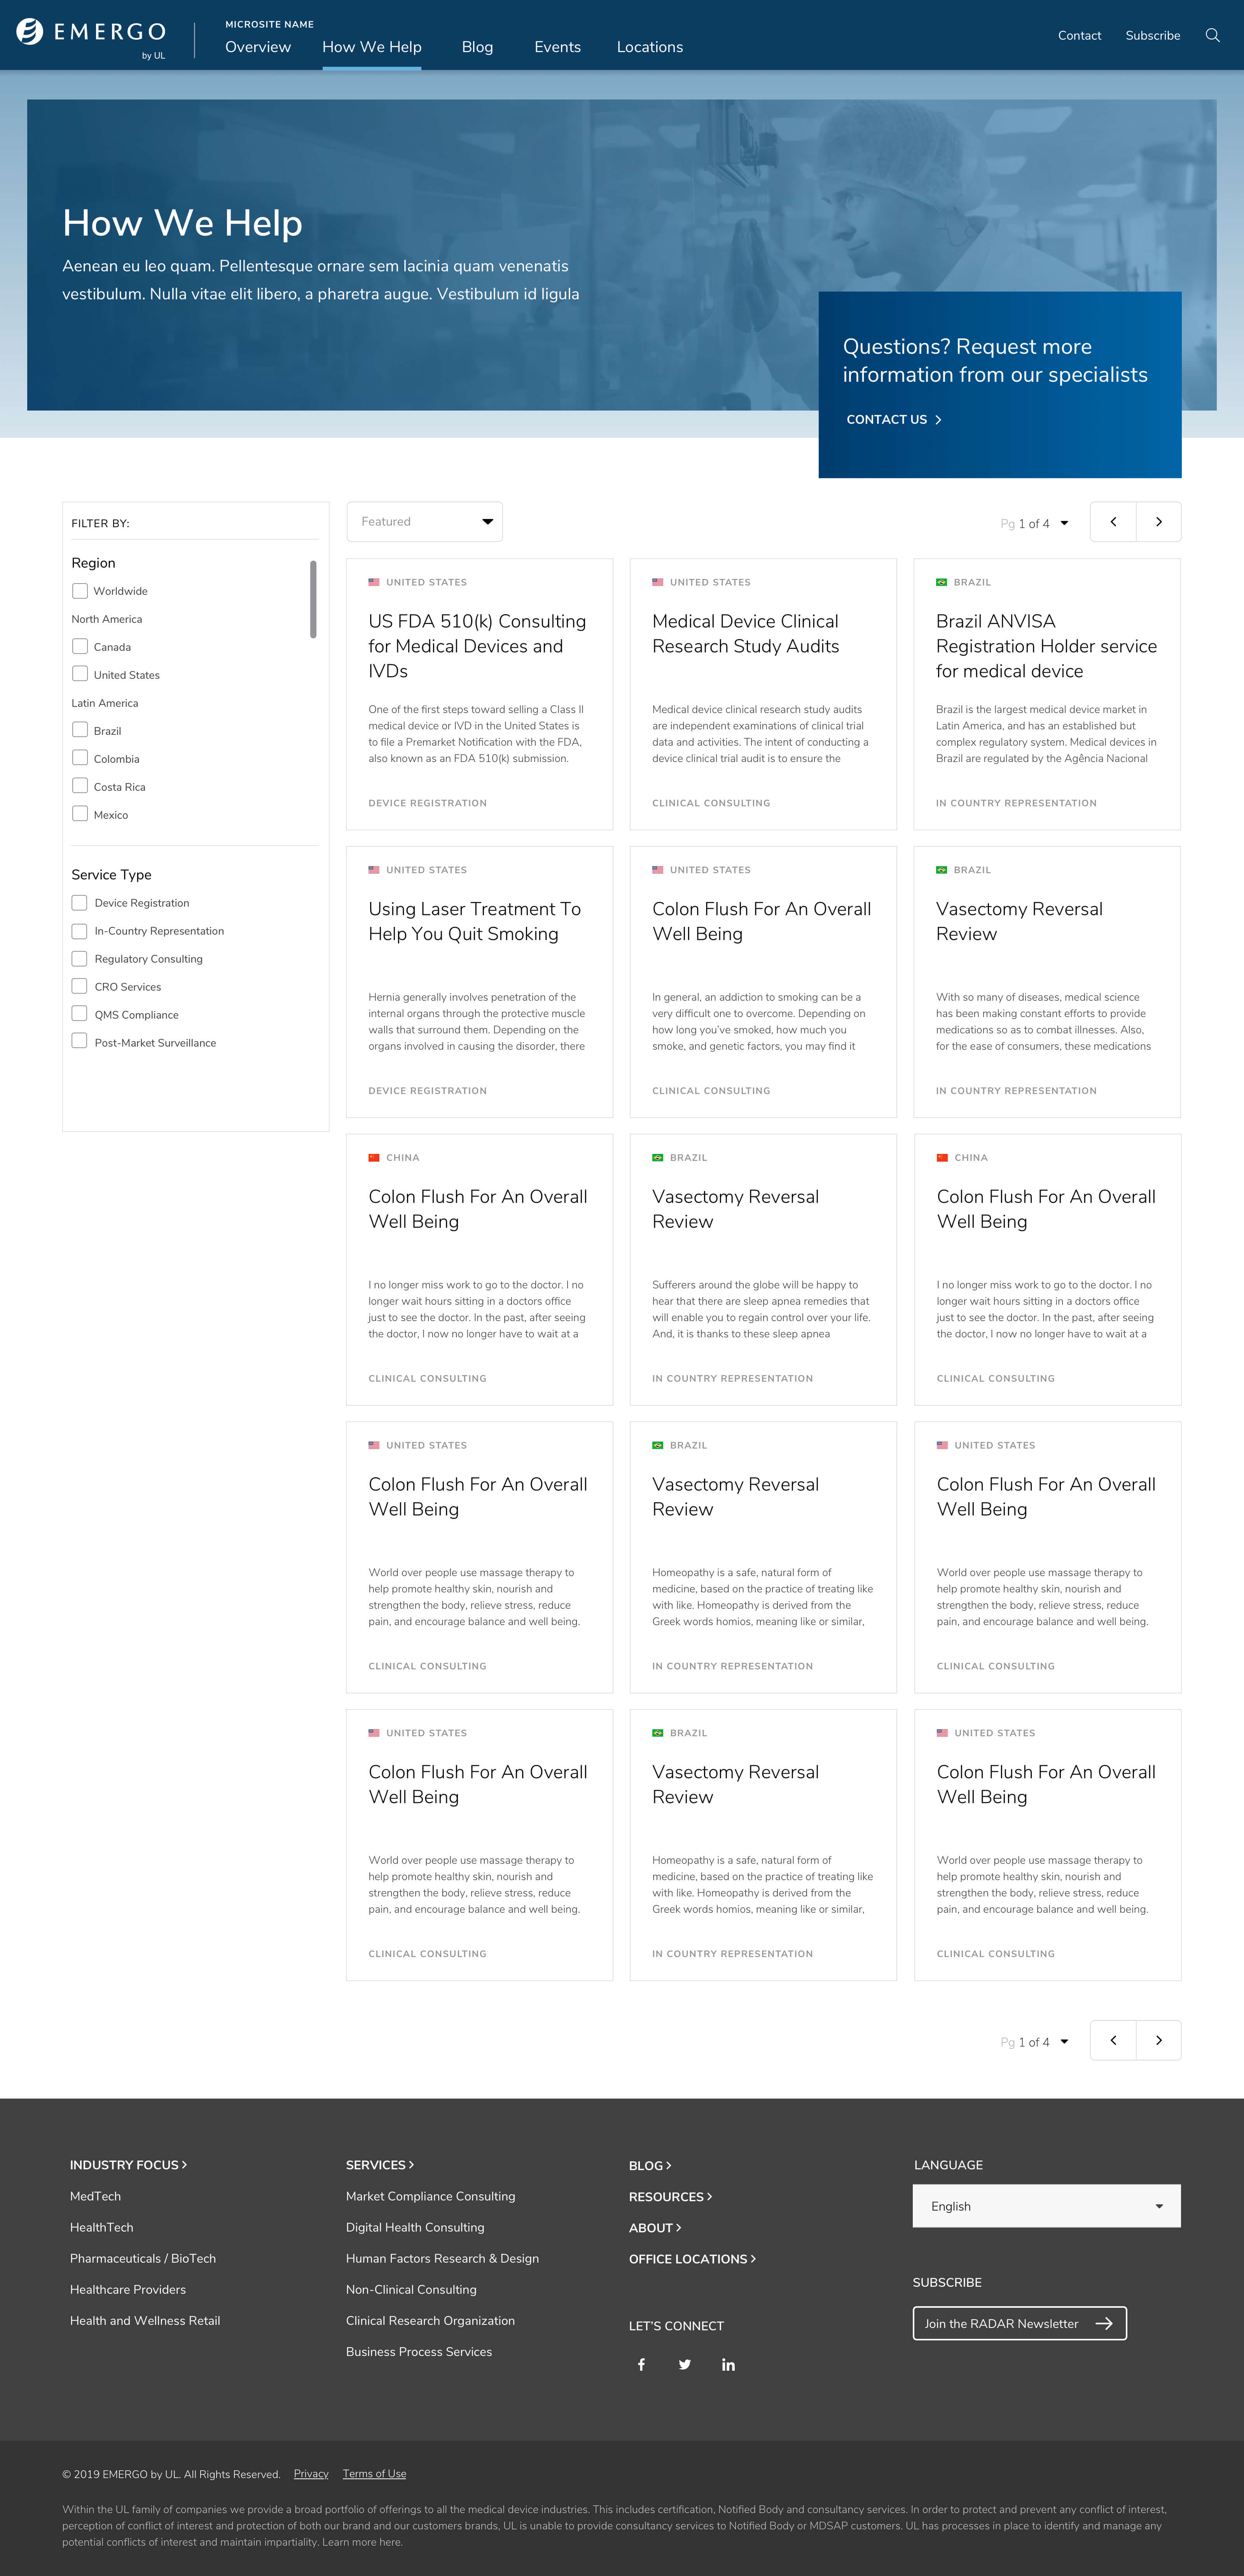 EMERGO
by UL
MICROSITE NAME
Overview
How We Help
Blog
Events
Locations
Contact
Subscribe
How We Help
Aenean eu leo quam. Pellentesque ornare sem lacinia quam venenatis
vestibulum. Nulla vitae elit libero, a pharetra augue. Vestibulum id ligula
Questions? Request more
information from our specialists
CONTACT US
FILTER BY:
Region
Worldwide
North America
Canada
United States
Latin America
Brazil
Colombia
Costa Rica
Mexico
Service Type
Device Registration
In-Country Representation
Regulatory Consulting
CRO Services
QMS Compliance
Post-Market Surveillance
Featured
Pg 1 of 4
UNITED STATES
US FDA 510(k) Consulting
for Medical Devices and
IVDs
One of the first steps toward selling a Class II
medical device or IVD in the United States is
to file a Premarket Notification with the FDA,
also known as an FDA 510(k) submission.
DEVICE REGISTRATION
UNITED STATES
Medical Device Clinical
Research Study Audits
Medical device clinical research study audits
are independent examinations of clinical trial
data and activities. The intent of conducting a
device clinical trial audit is to ensure the
CLINICAL CONSULTING
BRAZIL
Brazil ANVISA
Registration Holder service
for medical device
Brazil is the largest medical device market in
Latin America, and has an established but
complex regulatory system. Medical devices in
Brazil are regulated by the Agência Nacional
IN COUNTRY REPRESENTATION
UNITED STATES
Using Laser Treatment To
Help You Quit Smoking
Hernia generally involves penetration of the
internal organs through the protective muscle
walls that surround them. Depending on the
organs involved in causing the disorder, there
DEVICE REGISTRATION
UNITED STATES
Colon Flush For An Overall
Well Being
In general, an addiction to smoking can be a
very difficult one to overcome. Depending on
how long you've smoked, how much you
smoke, and genetic factors, you may find it
CLINICAL CONSULTING
BRAZIL
Vasectomy Reversal
Review
With so many of diseases, medical science
has been making constant efforts to provide
medications so as to combat illnesses. Also,
for the ease of consumers, these medications
IN COUNTRY REPRESENTATION
CHINA
Colon Flush For An Overall
Well Being
I no longer miss work to go to the doctor. I no
longer wait hours sitting in a doctors office
just to see the doctor. In the past, after seeing
the doctor, I now no longer have to wait at a
CLINICAL CONSULTING
BRAZIL
Vasectomy Reversal
Review
Sufferers around the globe will be happy to
hear that there are sleep apnea remedies that
will enable you to regain control over your life.
And, it is thanks to these sleep apnea
IN COUNTRY REPRESENTATION
CHINA
Colon Flush For An Overall
Well Being
I no longer miss work to go to the doctor. I no
longer wait hours sitting in a doctors office
just to see the doctor. In the past, after seeing
the doctor, I now no longer have to wait at a
CLINICAL CONSULTING
UNITED STATES
Colon Flush For An Overall
Well Being
World over people use massage therapy to
help promote healthy skin, nourish and
strengthen the body, relieve stress, reduce
pain, and encourage balance and well being.
CLINICAL CONSULTING
BRAZIL
Vasectomy Reversal
Review
Homeopathy is a safe, natural form of
medicine, based on the practice of treating like
with like. Homeopathy is derived from the
Greek words homios, meaning like or similar,
IN COUNTRY REPRESENTATION
UNITED STATES
Colon Flush For An Overall
Well Being
World over people use massage therapy to
help promote healthy skin, nourish and
strengthen the body, relieve stress, reduce
pain, and encourage balance and well being.
CLINICAL CONSULTING
UNITED STATES
Colon Flush For An Overall
Well Being
World over people use massage therapy to
help promote healthy skin, nourish and
strengthen the body, relieve stress, reduce
pain, and encourage balance and well being.
CLINICAL CONSULTING
BRAZIL
Vasectomy Reversal
Review
Homeopathy is a safe, natural form of
medicine, based on the practice of treating like
with like. Homeopathy is derived from the
Greek words homios, meaning like or similar,
IN COUNTRY REPRESENTATION
UNITED STATES
Colon Flush For An Overall
Well Being
World over people use massage therapy to
help promote healthy skin, nourish and
strengthen the body, relieve stress, reduce
pain, and encourage balance and well being.
CLINICAL CONSULTING
Pg 1 of 4
INDUSTRY FOCUS
MedTech
HealthTech
Pharmaceuticals / BioTech
Healthcare Providers
Health and Wellness Retail
SERVICES
Market Compliance Consulting
Digital Health Consulting
Human Factors Research & Design
Non-Clinical Consulting
Clinical Research Organization
Business Process Services
BLOG
RESOURCES
ABOUT
OFFICE LOCATIONS
LET'S CONNECT
LANGUAGE
English
SUBSCRIBE
Join the RADAR Newsletter
© 2019 EMERGO by UL. All Rights Reserved. Privacy Terms of Use
Within the UL family of companies we provide a broad portfolio of offerings to all the medical device industries. This includes certification, Notified Body and consultancy services. In order to protect and prevent any conflict of interest,
perception of conflict of interest and protection of both our brand and our customers brands, UL is unable to provide consultancy services to Notified Body or MDSAP customers. UL has processes in place to identify and manage any
potential conflicts of interest and maintain impartiality. Learn more here.